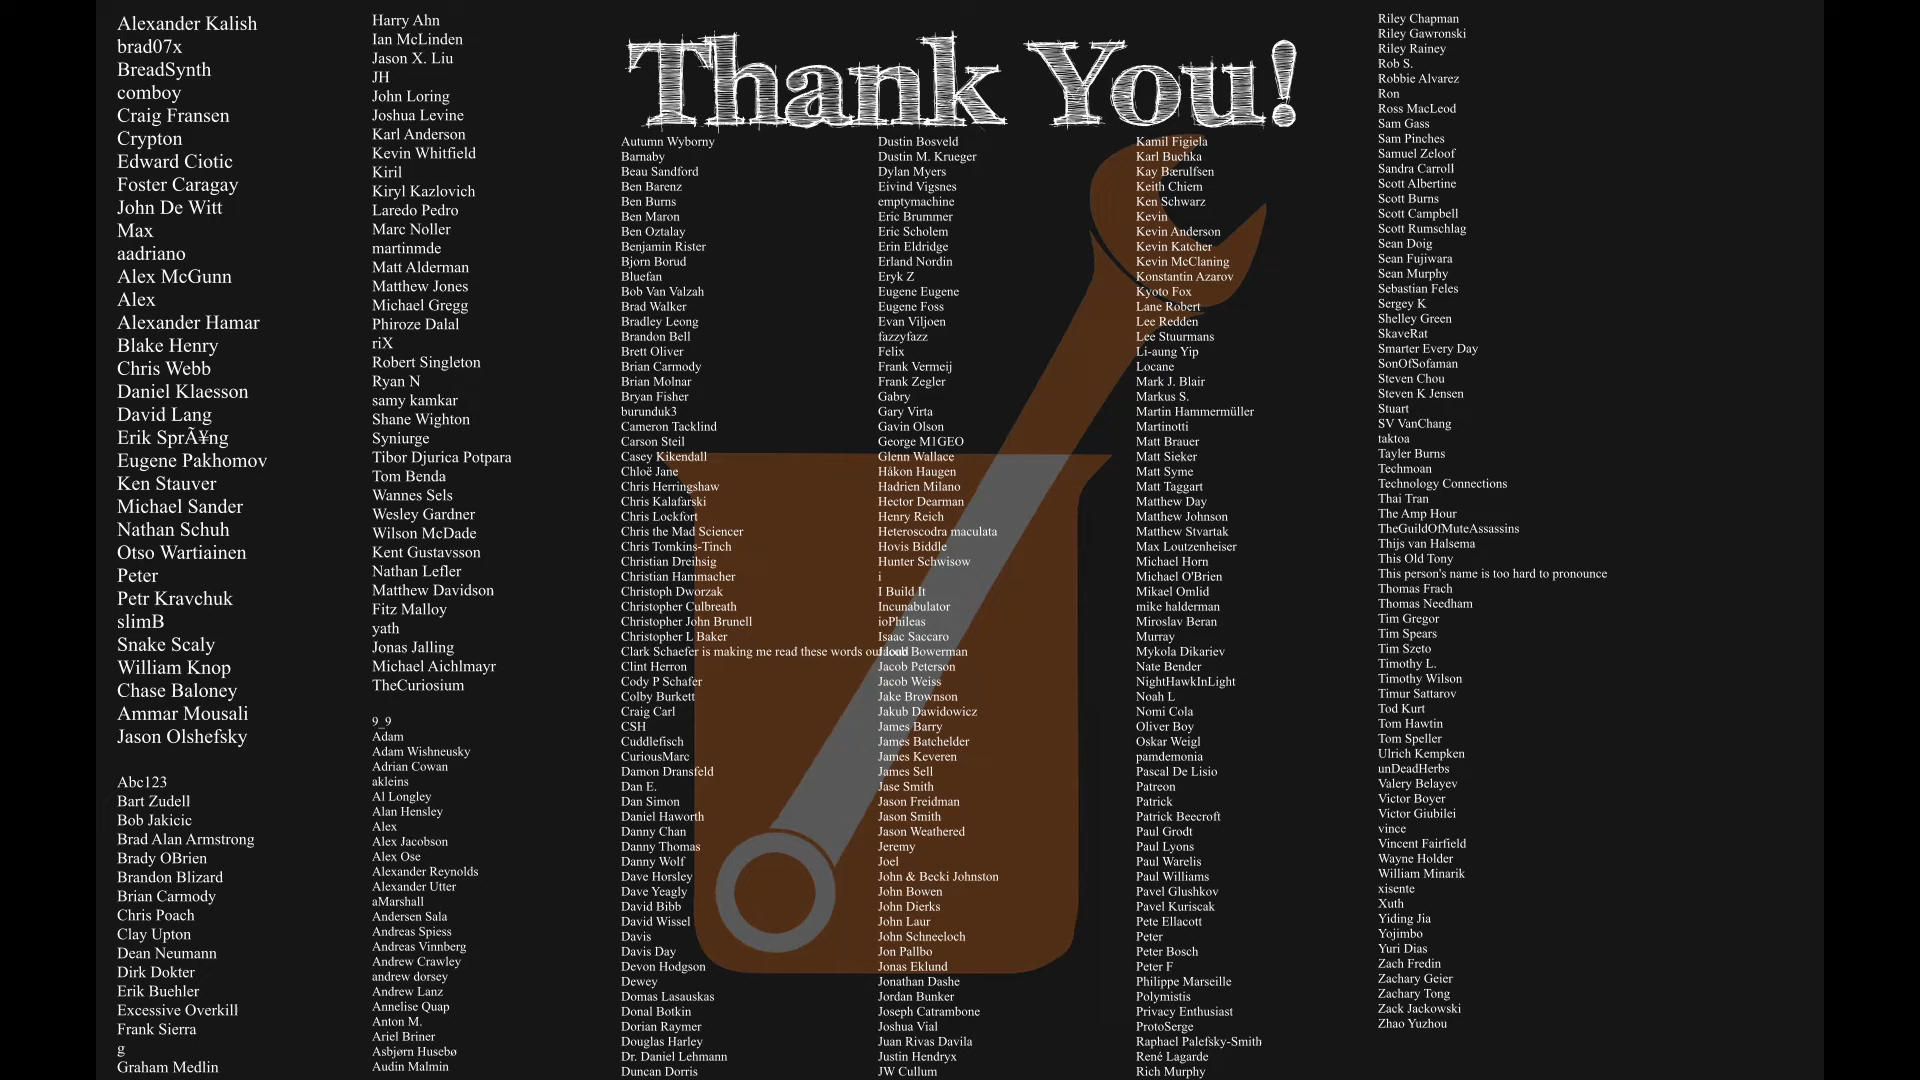 Thank You!
Alexander Kalish
brad07x
BreadSynth
comboy
Craig Fransen
Crypton
Edward Ciotic
Foster Caragay
John De Witt
Max
aadriano
Alex McGunn
Alex
Alexander Hamar
Blake Henry
Chris Webb
Daniel Klaesson
David Lang
Erik SprÃ¥ng
Eugene Pakhomov
Ken Stauver
Michael Sander
Nathan Schuh
Otso Wartiainen
Peter
Petr Kravchuk
slimB
Snake Scaly
William Knop
Chase Baloney
Ammar Mousali
Jason Olshefsky
Abc123
Bart Zudell
Bob Jakicic
Brad Alan Armstrong
Brady OBrien
Brandon Blizard
Brian Carmody
Chris Poach
Clay Upton
Dean Neumann
Dirk Dokter
Erik Buehler
Excessive Overkill
Frank Sierra
g
Graham Medlin
Harry Ahn
Ian McLinden
Jason X. Liu
JH
John Loring
Joshua Levine
Karl Anderson
Kevin Whitfield
Kiril
Kiryl Kazlovich
Laredo Pedro
Marc Noller
martinmde
Matt Alderman
Matthew Jones
Michael Gregg
Phiroze Dalal
riX
Robert Singleton
Ryan N
samy kamkar
Shane Wighton
Syniurge
Tibor Djurica Potpara
Tom Benda
Wannes Sels
Wesley Gardner
Wilson McDade
Kent Gustavsson
Nathan Lefler
Matthew Davidson
Fitz Malloy
yath
Jonas Jalling
Michael Aichlmayr
TheCuriosium
9_9
Adam
Adam Wishneusky
Adrian Cowan
akleins
Al Longley
Alan Hensley
Alex
Alex Jacobson
Alex Ose
Alexander Reynolds
Alexander Utter
aMarshall
Andersen Sala
Andreas Spiess
Andreas Vinnberg
Andrew Crawley
andrew dorsey
Andrew Lanz
Annelise Quap
Anton M.
Ariel Briner
Asbjørn Husebø
Audin Malmin
Autumn Wyborny
Barnaby
Beau Sandford
Ben Barenz
Ben Burns
Ben Maron
Ben Oztalay
Benjamin Rister
Bjorn Borud
Bluefan
Bob Van Valzah
Brad Walker
Bradley Leong
Brandon Bell
Brett Oliver
Brian Carmody
Brian Molnar
Bryan Fisher
burunduk3
Cameron Tacklind
Carson Steil
Casey Kikendall
Chloë Jane
Chris Herringshaw
Chris Kalafarski
Chris Lockfort
Chris the Mad Sciencer
Chris Tomkins-Tinch
Christian Dreihsig
Christian Hammacher
Christoph Dworzak
Christopher Culbreath
Christopher John Brunell
Christopher L Baker
Clark Schaefer is making me read these words out loud
Clint Herron
Cody P Schafer
Colby Burkett
Craig Carl
CSH
Cuddlefisch
CuriousMarc
Damon Dransfeld
Dan E.
Dan Simon
Daniel Haworth
Danny Chan
Danny Thomas
Danny Wolf
Dave Horsley
Dave Yeagly
David Bibb
David Wissel
Davis
Davis Day
Devon Hodgson
Dewey
Domas Lasauskas
Donal Botkin
Dorian Raymer
Douglas Harley
Dr. Daniel Lehmann
Duncan Dorris
Dustin Bosveld
Dustin M. Krueger
Dylan Myers
Eivind Vigsnes
emptymachine
Eric Brummer
Eric Scholem
Erin Eldridge
Erland Nordin
Eryk Z
Eugene Eugene
Eugene Foss
Evan Viljoen
fazzyfazz
Felix
Frank Vermeij
Frank Zegler
Gabry
Gary Virta
Gavin Olson
George M1GEO
Glenn Wallace
Håkon Haugen
Hadrien Milano
Hector Dearman
Henry Reich
Heteroscodra maculata
Hovis Biddle
Hunter Schwisow
i
I Build It
Incunabulator
ioPhileas
Isaac Saccaro
Jacob Bowerman
Jacob Peterson
Jacob Weiss
Jake Brownson
Jakub Dawidowicz
James Barry
James Batchelder
James Keveren
James Sell
Jase Smith
Jason Freidman
Jason Smith
Jason Weathered
Jeremy
Joel
John & Becki Johnston
John Bowen
John Dierks
John Laur
John Schneeloch
Jon Pallbo
Jonas Eklund
Jonathan Dashe
Jordan Bunker
Joseph Catrambone
Joshua Vial
Juan Rivas Davila
Justin Hendryx
JW Cullum
Kamil Figiela
Karl Buchka
Kay Bærulfsen
Keith Chiem
Ken Schwarz
Kevin
Kevin Anderson
Kevin Katcher
Kevin McClaning
Konstantin Azarov
Kyoto Fox
Lane Robert
Lee Redden
Lee Stuurmans
Li-aung Yip
Locane
Mark J. Blair
Markus S.
Martin Hammermüller
Martinotti
Matt Brauer
Matt Sieker
Matt Syme
Matt Taggart
Matthew Day
Matthew Johnson
Matthew Stvartak
Max Loutzenheiser
Michael Horn
Michael O'Brien
Mikael Omlid
mike halderman
Miroslav Beran
Murray
Mykola Dikariev
Nate Bender
NightHawkInLight
Noah L
Nomi Cola
Oliver Boy
Oskar Weigl
pamdemonia
Pascal De Lisio
Patreon
Patrick
Patrick Beecroft
Paul Grodt
Paul Lyons
Paul Warelis
Paul Williams
Pavel Glushkov
Pavel Kuriscak
Pete Ellacott
Peter
Peter Bosch
Peter F
Philippe Marseille
Polymistis
Privacy Enthusiast
ProtoSerge
Raphael Palefsky-Smith
René Lagarde
Rich Murphy
Riley Chapman
Riley Gawronski
Riley Rainey
Rob S.
Robbie Alvarez
Ron
Ross MacLeod
Sam Gass
Sam Pinches
Samuel Zeloof
Sandra Carroll
Scott Albertine
Scott Burns
Scott Campbell
Scott Rumschlag
Sean Doig
Sean Fujiwara
Sean Murphy
Sebastian Feles
Sergey K
Shelley Green
SkaveRat
Smarter Every Day
SonOfSofaman
Steven Chou
Steven K Jensen
Stuart
SV VanChang
taktoa
Tayler Burns
Techmoan
Technology Connections
Thai Tran
The Amp Hour
TheGuildOfMuteAssassins
Thijs van Halsema
This Old Tony
This person's name is too hard to pronounce
Thomas Frach
Thomas Needham
Tim Gregor
Tim Spears
Tim Szeto
Timothy L.
Timothy Wilson
Timur Sattarov
Tod Kurt
Tom Hawtin
Tom Speller
Ulrich Kempken
unDeadHerbs
Valery Belayev
Victor Boyer
Victor Giubilei
vince
Vincent Fairfield
Wayne Holder
William Minarik
xisente
Xuth
Yiding Jia
Yojimbo
Yuri Dias
Zach Fredin
Zachary Geier
Zachary Tong
Zack Jackowski
Zhao Yuzhou